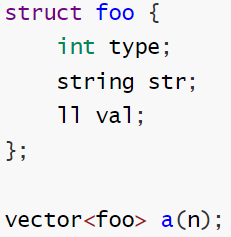 struct foo {
    int type;
    string str;
    ll val;
};

vector<foo> a(n);